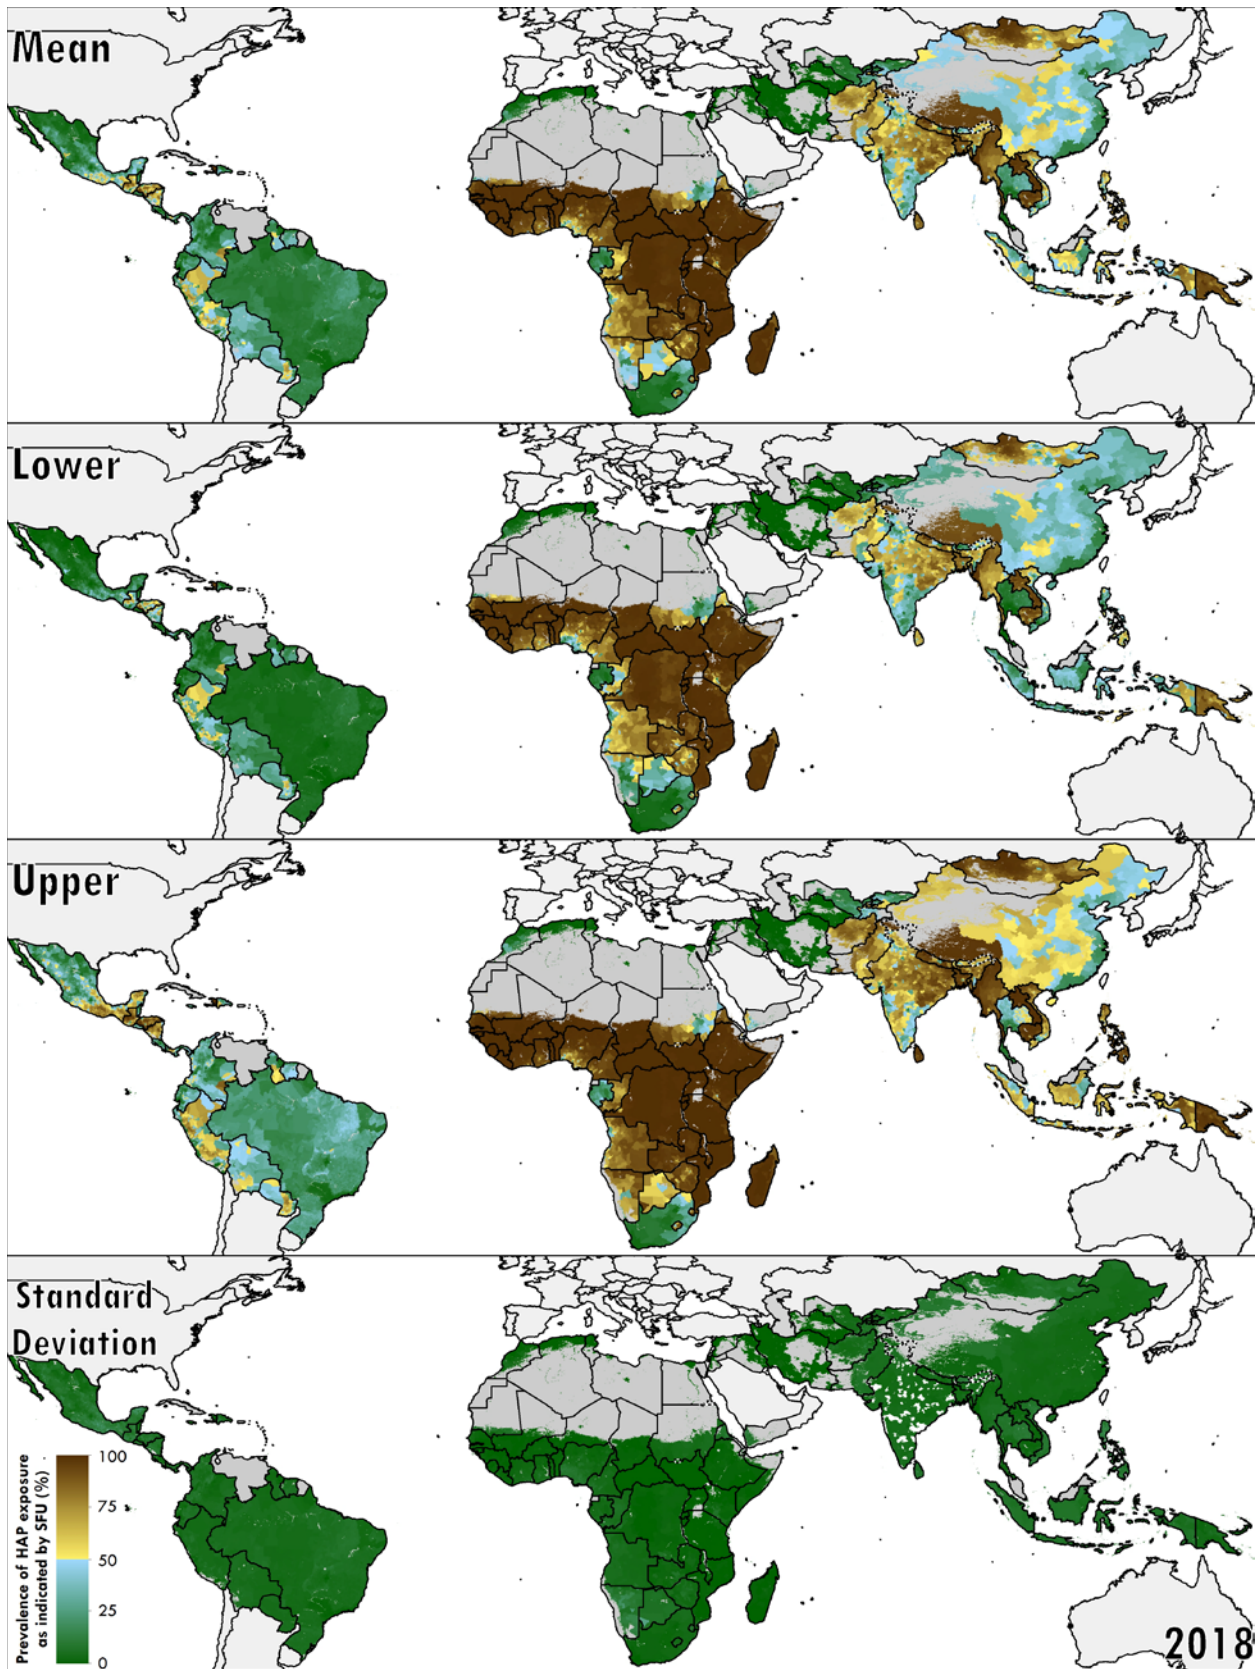 Mean
Lower
Upper
Standard
Deviation
Prevalence of HAP exposure
as indicated by SFU (%)
100
75
50
25
0
2018